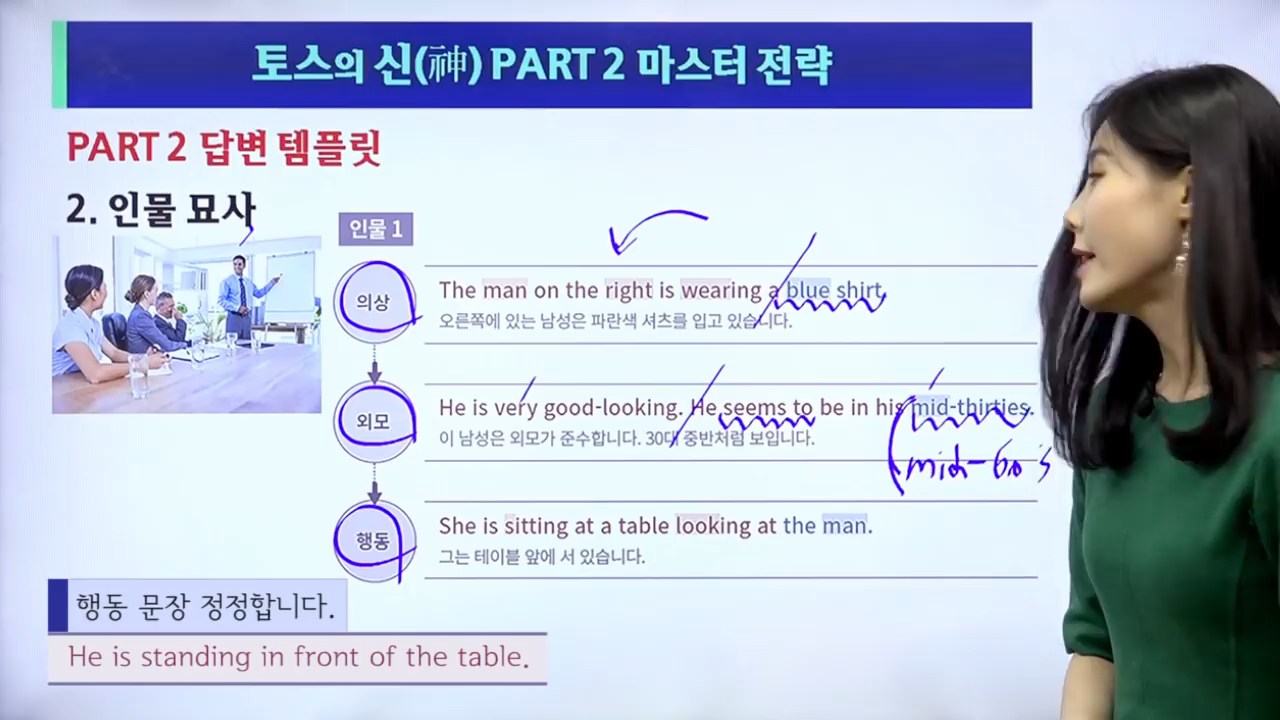 토스의 신(神) PART 2 마스터 전략
PART 2 답변 템플릿
2. 인물 묘사
인물 1
의상
The man on the right is wearing a blue shirt.
오른쪽에 있는 남성은 파란색 셔츠를 입고 있습니다.
외모
He is very good-looking. He seems to be in his mid-thirties.
이 남성은 외모가 준수합니다. 30대 중반처럼 보입니다.
mid-60's
행동
She is sitting at a table looking at the man.
그는 테이블 앞에 서 있습니다.
행동 문장 정정합니다.
He is standing in front of the table.